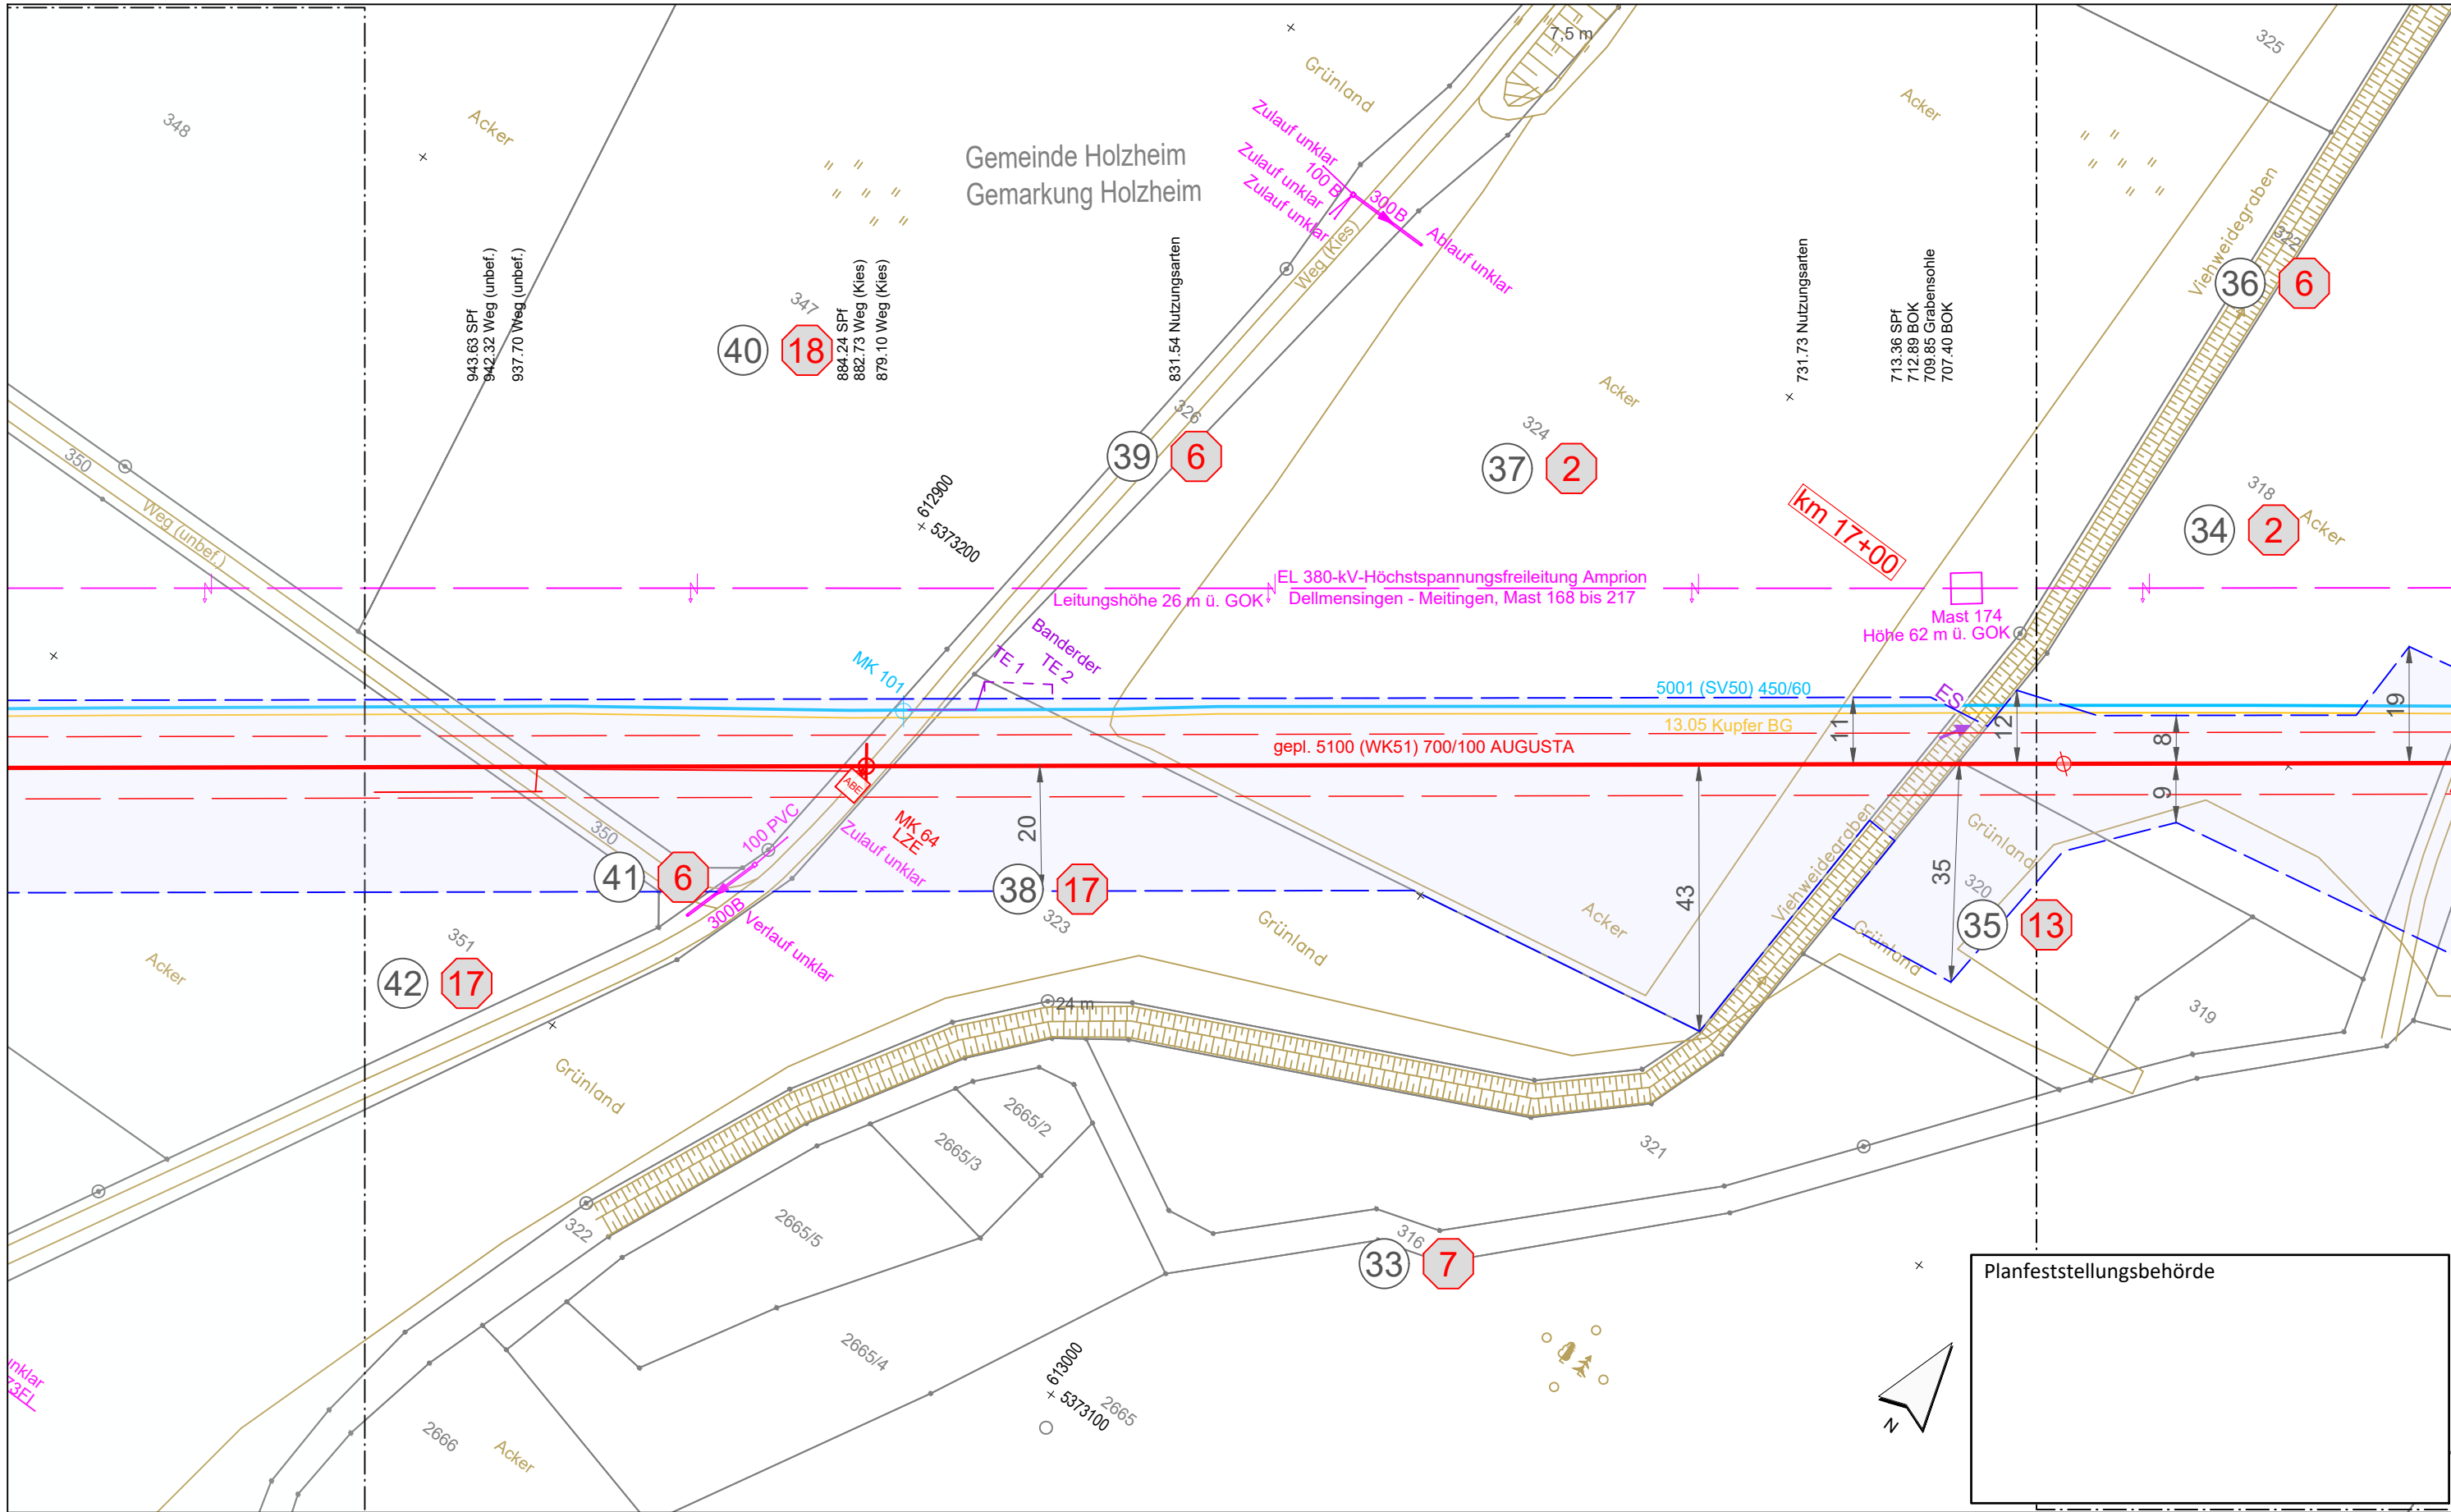 7,5 m
325
Grünland
Acker
Acker
348
Zulauf unklar
100 B
Zulauf unklar
Zulauf unklar
300B
Ablauf unklar
Weg (Kies)
Gemeinde Holzheim
Gemarkung Holzheim
Viehweidegraben
322
36
6
943.63 SPf
942.32 Weg (unbef.)
937.70 Weg (unbef.)
347
40
18
884.24 SPf
882.73 Weg (Kies)
879.10 Weg (Kies)
831.54 Nutzungsarten
731.73 Nutzungsarten
713.36 SPf
712.89 BOK
709.85 Grabensohle
707.40 BOK
326
39
6
Acker
324
37
2
350
Weg (unbef.)
612900
5373200
km 17+00
318
Acker
34
2
EL 380-kV-Höchstspannungsfreileitung Amprion
Leitungshöhe 26 m ü. GOK
Dellmensingen - Meitingen, Mast 168 bis 217
Mast 174
Höhe 62 m ü. GOK
Banderder
TE 1
TE 2
MK 101
5001 (SV50) 450/60
ES
13.05 Kupfer BG
11
12
8
19
gepl. 5100 (WK51) 700/100 AUGUSTA
ABE
MK 64
LZE
100 PVC
Zulauf unklar
350
20
9
43
35
Viehweidegraben
Grünland
320
41
6
38
17
323
300B
Verlauf unklar
Grünland
Acker
Grünland
35
13
351
Acker
42
17
24 m
319
Grünland
2665/2
2665/3
321
322
2665/5
316
33
7
Planfeststellungsbehörde
2665/4
613000
5373100
2665
unklar
73FL
2666
Acker
N